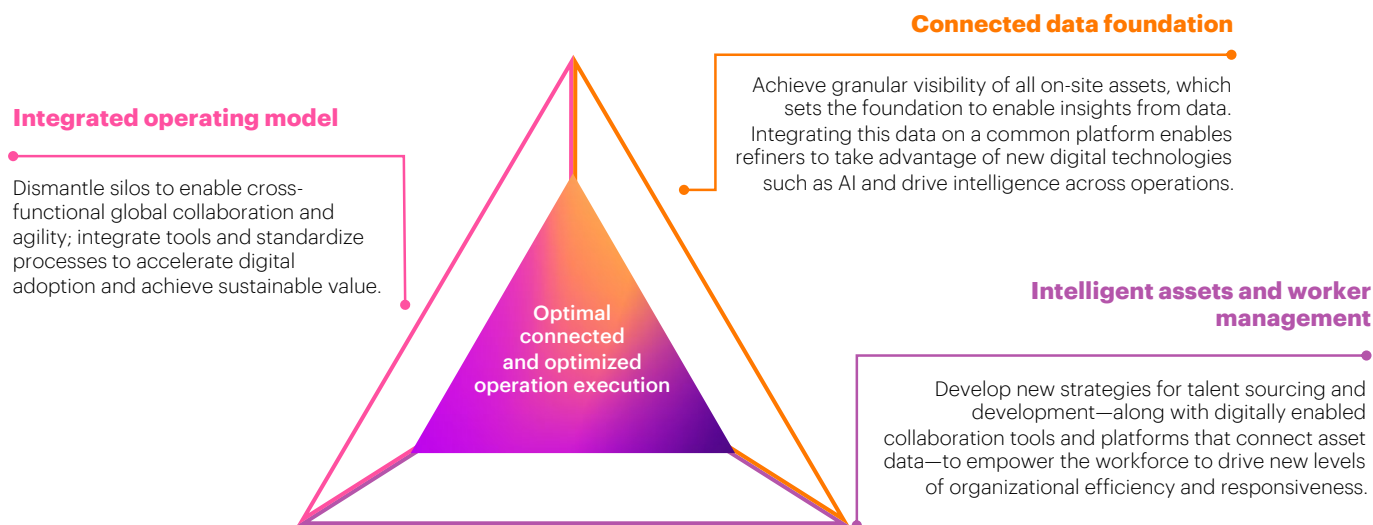 Connected data foundation
Achieve granular visibility of all on-site assets, which
sets the foundation to enable insights from data.
Integrating this data on a common platform enables
refiners to take advantage of new digital technologies
such as AI and drive intelligence across operations.
Integrated operating model
Dismantle silos to enable cross-
functional global collaboration and
agility; integrate tools and standardize
processes to accelerate digital
adoption and achieve sustainable value.
Optimal
connected
and optimized
operation execution
Intelligent assets and worker
management
Develop new strategies for talent sourcing and
development—along with digitally enabled
collaboration tools and platforms that connect asset
data—to empower the workforce to drive new levels
of organizational efficiency and responsiveness.